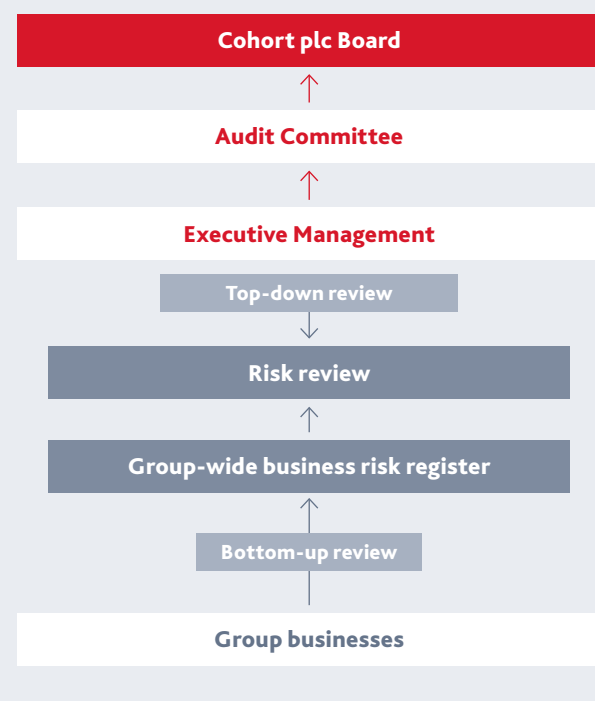 Cohort plc Board
Audit Committee
Executive Management
Top-down review
Risk review
Group-wide business risk register
Bottom-up review
Group businesses